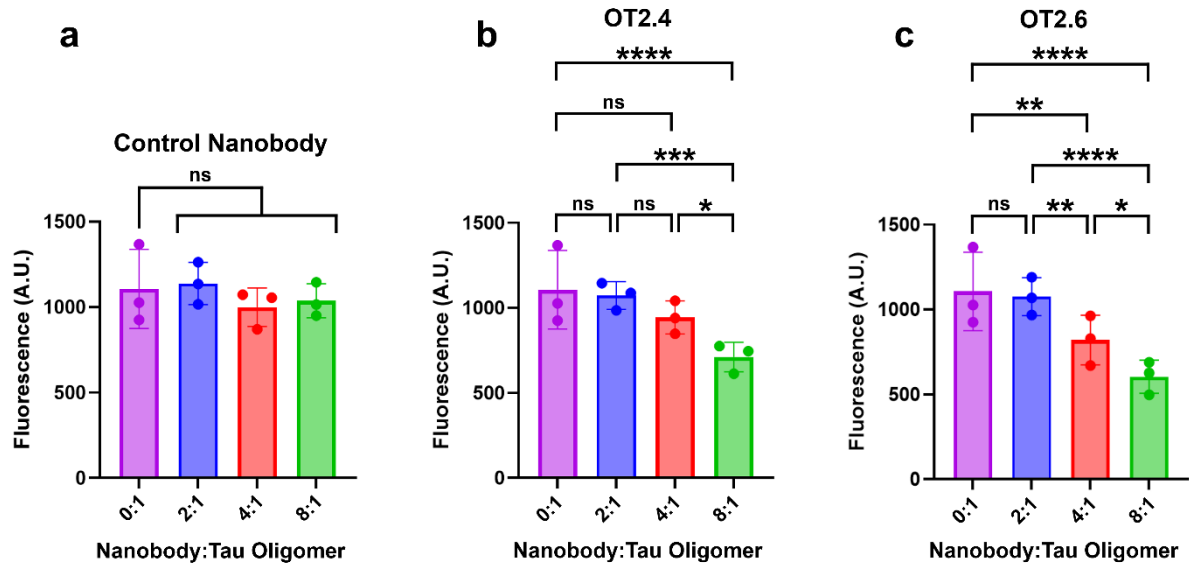 a
Control Nanobody
ns
1500
1000
500
0
Fluorescence (A.U.)
0:1
2:1
4:1
8:1
Nanobody:Tau Oligomer
b
OT2.4
****
ns
***
ns
ns
*
1500
1000
500
0
Fluorescence (A.U.)
0:1
2:1
4:1
8:1
Nanobody:Tau Oligomer
c
OT2.6
****
**
****
ns
**
*
1500
1000
500
0
Fluorescence (A.U.)
0:1
2:1
4:1
8:1
Nanobody:Tau Oligomer